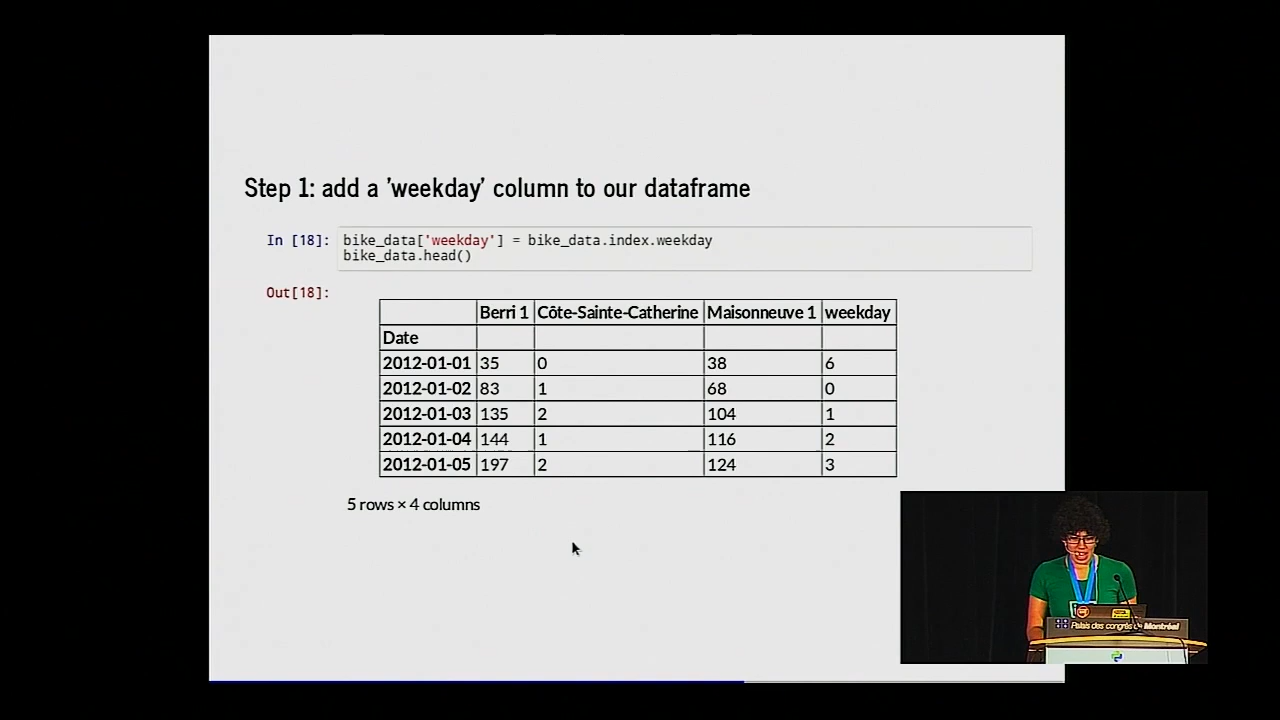 Step 1: add a 'weekday' column to our dataframe
In [18]: bike_data['weekday'] = bike_data.index.weekday
bike_data.head()
Out[18]:
Berri 1 Côte-Sainte-Catherine Maisonneuve 1 weekday
Date
2012-01-01 35 0 38 6
2012-01-02 83 1 68 0
2012-01-03 135 2 104 1
2012-01-04 144 1 116 2
2012-01-05 197 2 124 3
5 rows × 4 columns
Palais des congrès de Montréal